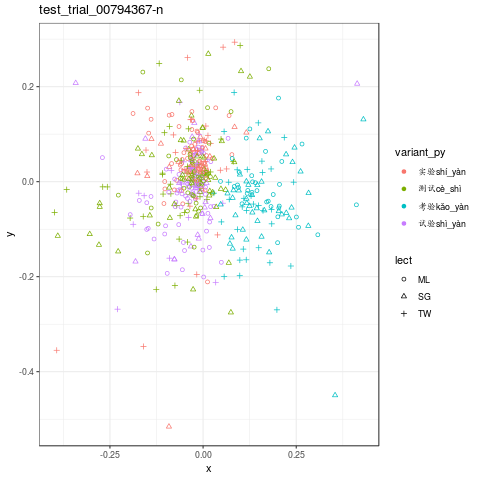 test_trial_00794367-n
variant_py
实验shí_yàn
测试cè_shì
考验kǎo_yàn
试验shì_yàn
lect
ML
SG
TW
y
0.2
0.0
-0.2
-0.4
-0.25
0.00
0.25
x